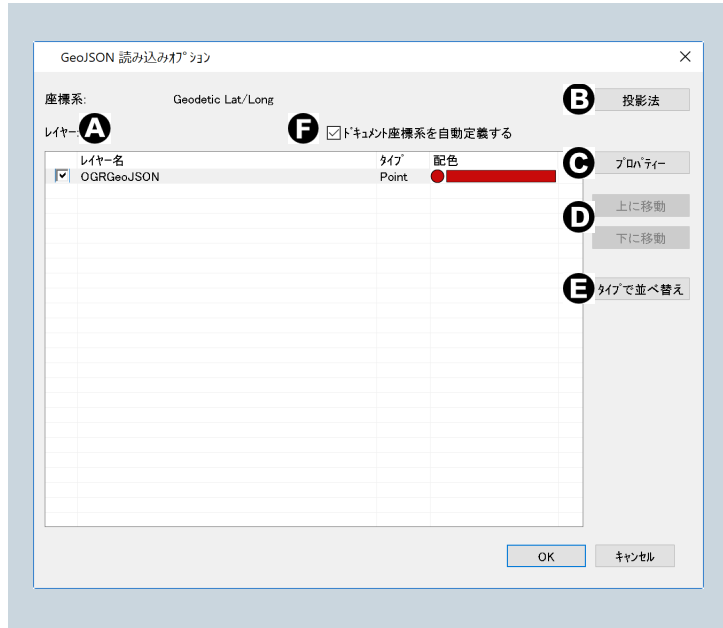 GeoJSON 読み込みｵﾌﾟｼｮﾝ
座標系: Geodetic Lat/Long B 投影法
ﾚｲﾔｰ: A F ﾄﾞｷｭﾒﾝﾄ座標系を自動定義する
ﾚｲﾔｰ名 ﾀｲﾌﾟ 配色 C ﾌﾟﾛﾊﾟﾃｨｰ
OGRGeoJSON Point
D 上に移動
下に移動
E ﾀｲﾌﾟで並べ替え
OK ｷｬﾝｾﾙ